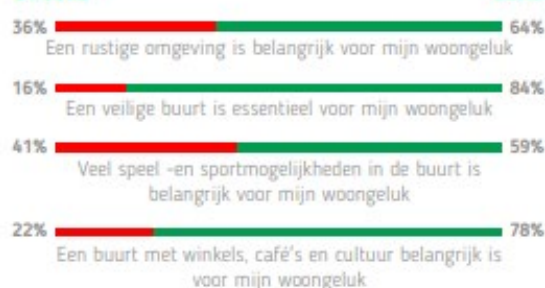 36% 64%
Een rustige omgeving is belangrijk voor mijn woongeluk
16% 84%
Een veilige buurt is essentieel voor mijn woongeluk
41% 59%
Veel speel -en sportmogelijkheden in de buurt is
belangrijk voor mijn woongeluk
22% 78%
Een buurt met winkels, café's en cultuur belangrijk is
voor mijn woongeluk